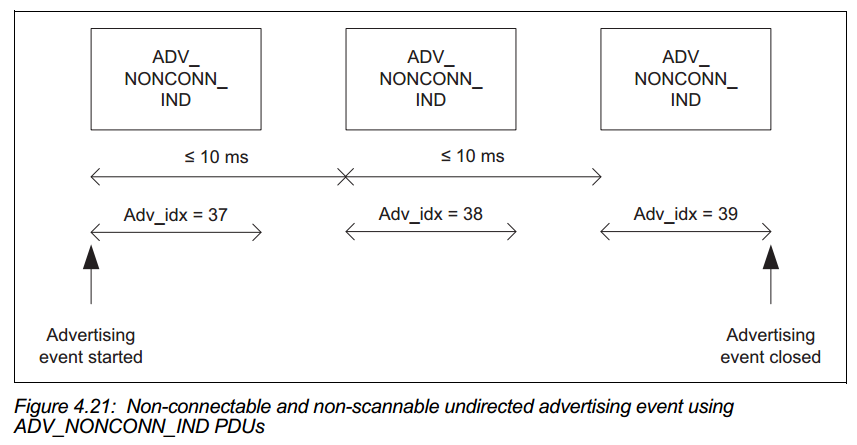 ADV_
NONCONN_
IND
ADV_
NONCONN_
IND
ADV_
NONCONN_
IND
≤ 10 ms
≤ 10 ms
Adv_idx = 37
Adv_idx = 38
Adv_idx = 39
Advertising
event started
Advertising
event closed
Figure 4.21: Non-connectable and non-scannable undirected advertising event using
ADV_NONCONN_IND PDUs